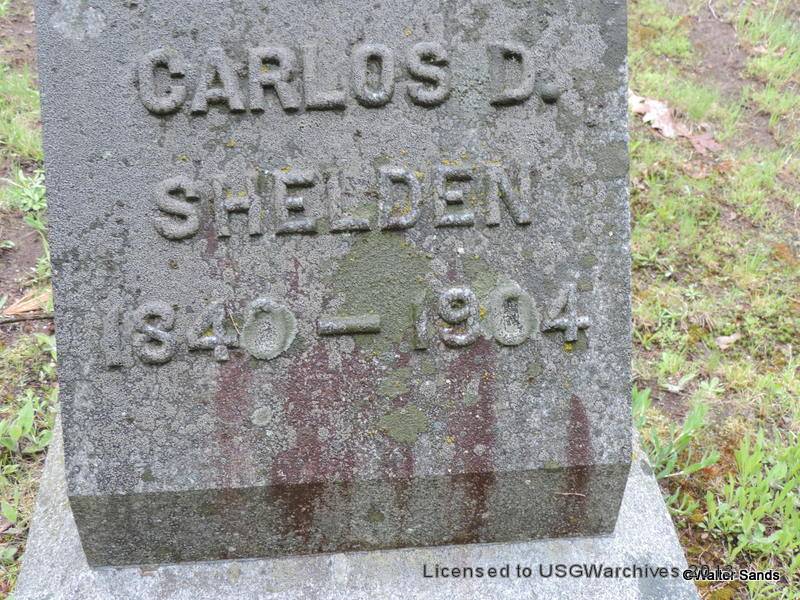 CARLOS D.
SHELDEN
1840 — 1904
Licensed to USGWarchives
©Walter Sands